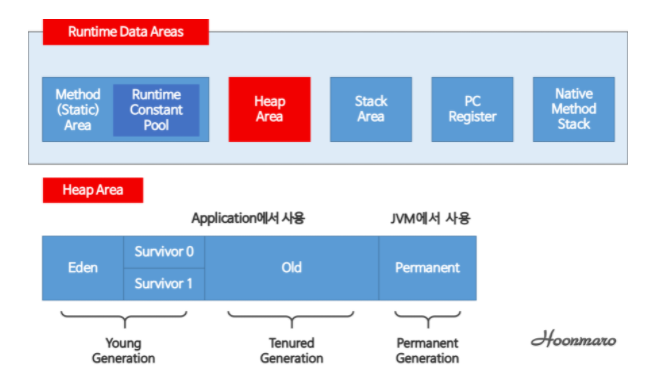 Runtime Data Areas
Method
(Static)
Area
Runtime
Constant
Pool
Heap
Area
Stack
Area
PC
Register
Native
Method
Stack
Heap Area
Application에서 사용
JVM에서 사용
Eden
Survivor 0
Survivor 1
Old
Permanent
Young
Generation
Tenured
Generation
Permanent
Generation
Hoonmaro